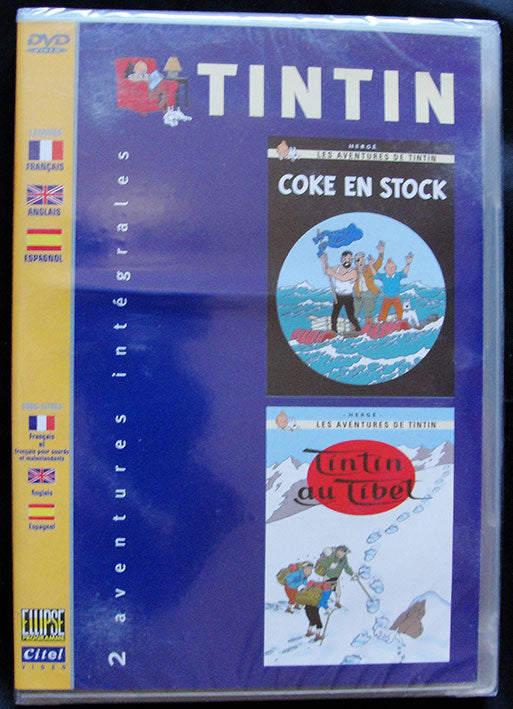 DVD
VIDEO
TINTIN
LANGUES
FRANÇAIS
ANGLAIS
ESPAGNOL
SOUS-TITRES
Français
et
français pour sourds
et malentendants
Anglais
Espagnol
ELLIPSE
PROGRAMME
Citel
VIDEO
2 aventures intégrales
HERGÉ
LES AVENTURES DE TINTIN
COKE EN STOCK
-HERGÉ-
LES AVENTURES DE TINTIN
Tintin
au Tibet